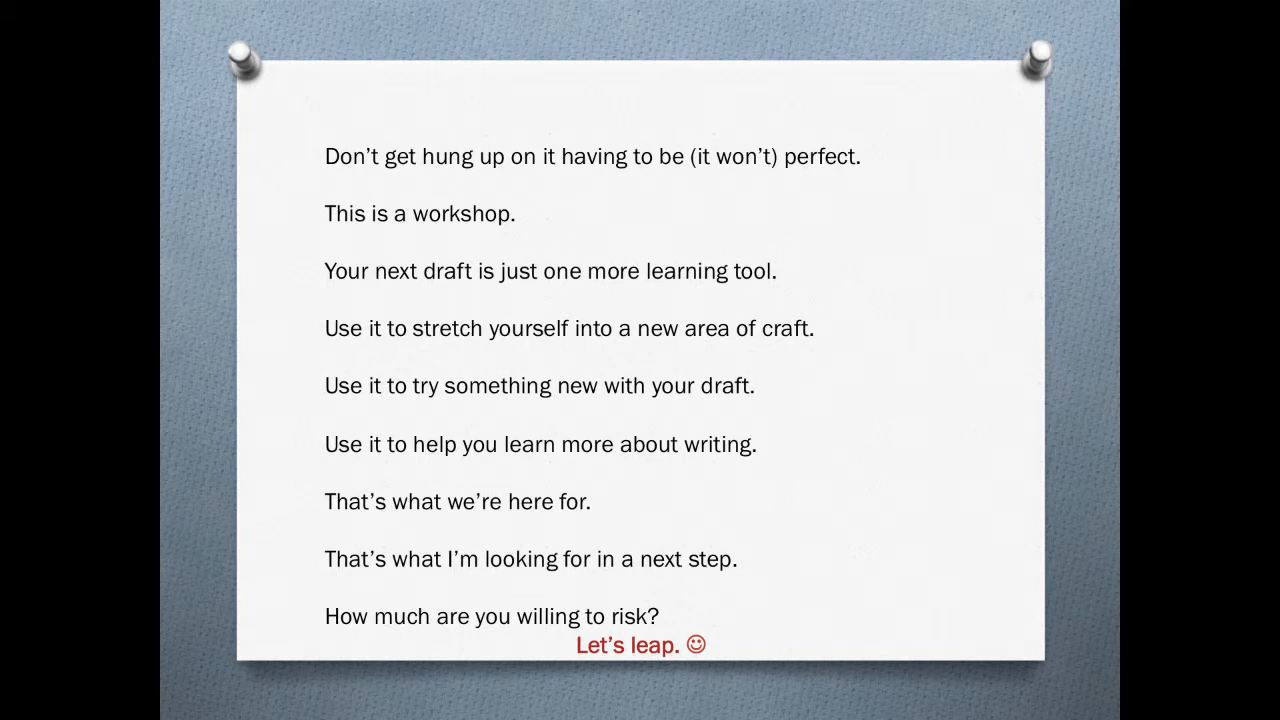 Don’t get hung up on it having to be (it won’t) perfect.
This is a workshop.
Your next draft is just one more learning tool.
Use it to stretch yourself into a new area of craft.
Use it to try something new with your draft.
Use it to help you learn more about writing.
That’s what we’re here for.
That’s what I’m looking for in a next step.
How much are you willing to risk?
Let’s leap. ☺